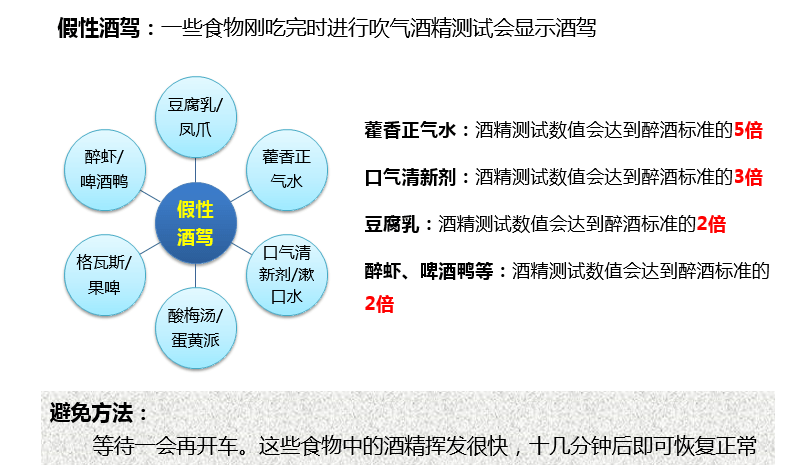 假性酒驾：一些食物刚吃完时进行吹气酒精测试会显示酒驾
豆腐乳/
凤爪
醉虾/
啤酒鸭
藿香正
气水
假性
酒驾
格瓦斯/
果啤
口气清
新剂/漱
口水
酸梅汤/
蛋黄派
藿香正气水：酒精测试数值会达到醉酒标准的5倍
口气清新剂：酒精测试数值会达到醉酒标准的3倍
豆腐乳：酒精测试数值会达到醉酒标准的2倍
醉虾、啤酒鸭等：酒精测试数值会达到醉酒标准的
2倍
避免方法：
等待一会再开车。这些食物中的酒精挥发很快，十几分钟后即可恢复正常